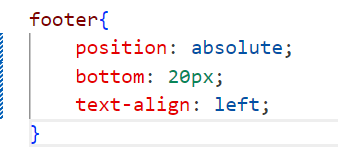 footer{
    position: absolute;
    bottom: 20px;
    text-align: left;
}